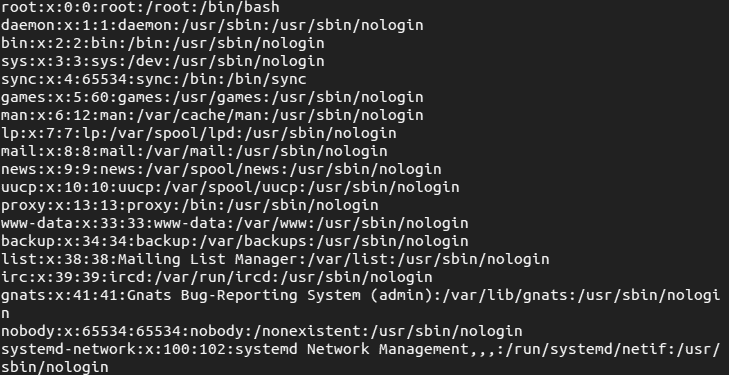 root:x:0:0:root:/root:/bin/bash
daemon:x:1:1:daemon:/usr/sbin:/usr/sbin/nologin
bin:x:2:2:bin:/bin:/usr/sbin/nologin
sys:x:3:3:sys:/dev:/usr/sbin/nologin
sync:x:4:65534:sync:/bin:/bin/sync
games:x:5:60:games:/usr/games:/usr/sbin/nologin
man:x:6:12:man:/var/cache/man:/usr/sbin/nologin
lp:x:7:7:lp:/var/spool/lpd:/usr/sbin/nologin
mail:x:8:8:mail:/var/mail:/usr/sbin/nologin
news:x:9:9:news:/var/spool/news:/usr/sbin/nologin
uucp:x:10:10:uucp:/var/spool/uucp:/usr/sbin/nologin
proxy:x:13:13:proxy:/bin:/usr/sbin/nologin
www-data:x:33:33:www-data:/var/www:/usr/sbin/nologin
backup:x:34:34:backup:/var/backups:/usr/sbin/nologin
list:x:38:38:Mailing List Manager:/var/list:/usr/sbin/nologin
irc:x:39:39:ircd:/var/run/ircd:/usr/sbin/nologin
gnats:x:41:41:Gnats Bug-Reporting System (admin):/var/lib/gnats:/usr/sbin/nologi
n
nobody:x:65534:65534:nobody:/nonexistent:/usr/sbin/nologin
systemd-network:x:100:102:systemd Network Management,,,:/run/systemd/netif:/usr/
sbin/nologin